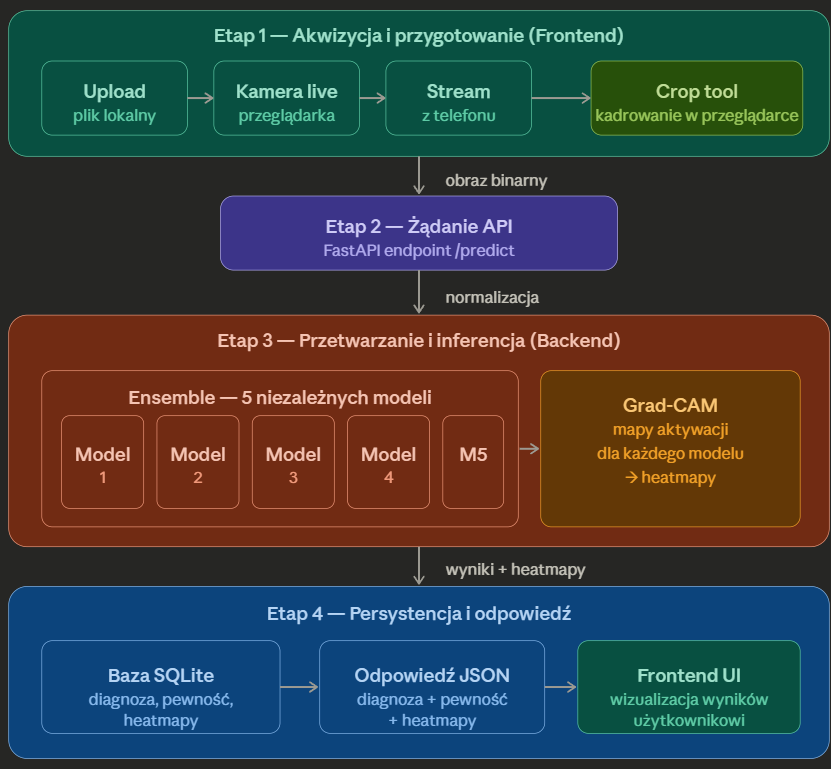 Etap 1 — Akwizycja i przygotowanie (Frontend)
Upload
plik lokalny
Kamera live
przeglądarka
Stream
z telefonu
Crop tool
kadrowanie w przeglądarce
obraz binarny
Etap 2 — Żądanie API
FastAPI endpoint /predict
normalizacja
Etap 3 — Przetwarzanie i inferencja (Backend)
Ensemble — 5 niezależnych modeli
Model
1
Model
2
Model
3
Model
4
M5
Grad-CAM
mapy aktywacji
dla każdego modelu
→ heatmapy
wyniki + heatmapy
Etap 4 — Persystencja i odpowiedź
Baza SQLite
diagnoza, pewność,
heatmapy
Odpowiedź JSON
diagnoza + pewność
+ heatmapy
Frontend UI
wizualizacja wyników
użytkownikowi